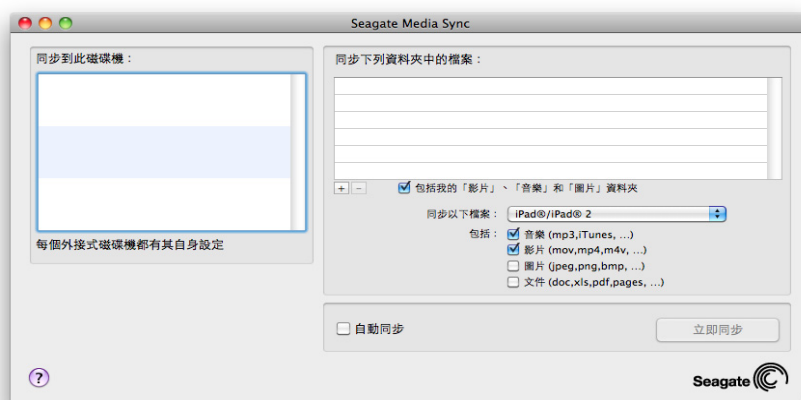 Seagate Media Sync
同步到此磁碟機：
每個外接式磁碟機都有其自身設定
同步下列資料夾中的檔案：
+ −
包括我的「影片」、「音樂」和「圖片」資料夾
同步以下檔案： iPad®/iPad® 2
包括： 音樂 (mp3,iTunes, ...)
影片 (mov,mp4,m4v, ...)
圖片 (jpeg,png,bmp, ...)
文件 (doc,xls,pdf,pages, ...)
自動同步
立即同步
?
Seagate